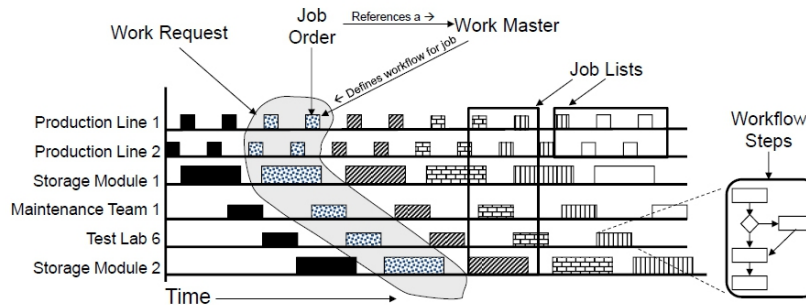 Work Request
Job
Order
References a →
Work Master
← Defines workflow for job
Job Lists
Production Line 1
Production Line 2
Storage Module 1
Maintenance Team 1
Test Lab 6
Storage Module 2
Workflow
Steps
Time